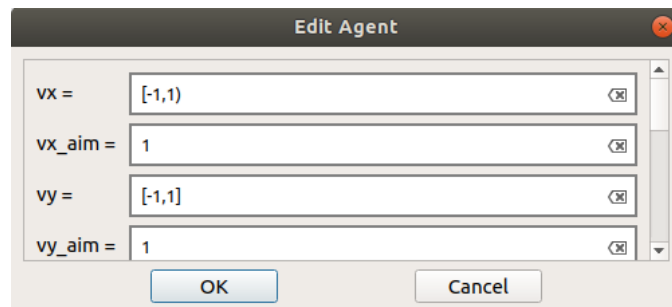 Edit Agent
vx = [-1,1)
vx_aim = 1
vy = [-1,1]
vy_aim = 1
OK Cancel